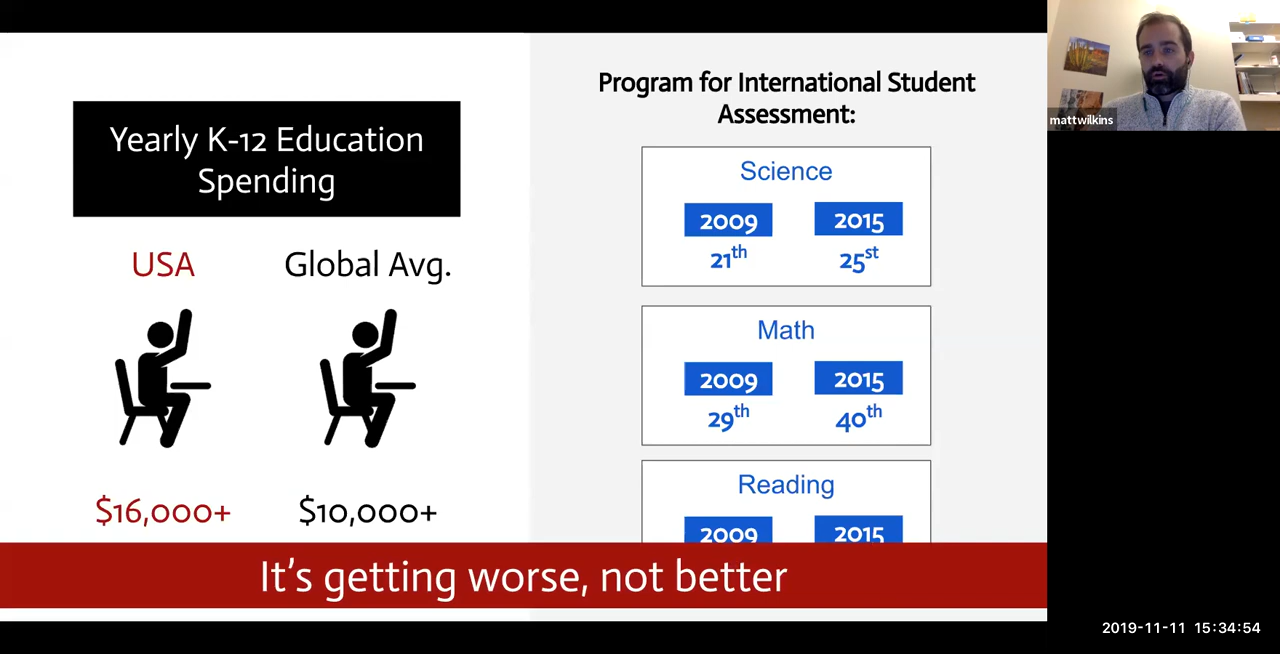 Yearly K-12 Education
Spending
USA
Global Avg.
$16,000+
$10,000+
Program for International Student
Assessment:
Science
2009
2015
21th
25st
Math
2009
2015
29th
40th
Reading
2009
2015
It's getting worse, not better
mattwilkins
2019-11-11 15:34:54